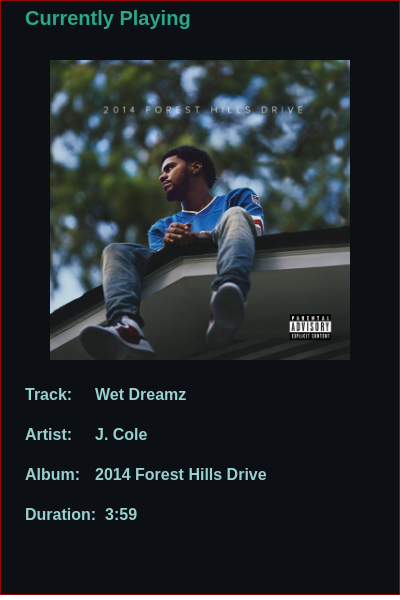 Currently Playing
2014 FOREST HILLS DRIVE
PARENTAL
ADVISORY
EXPLICIT CONTENT
Track: Wet Dreamz
Artist: J. Cole
Album: 2014 Forest Hills Drive
Duration: 3:59